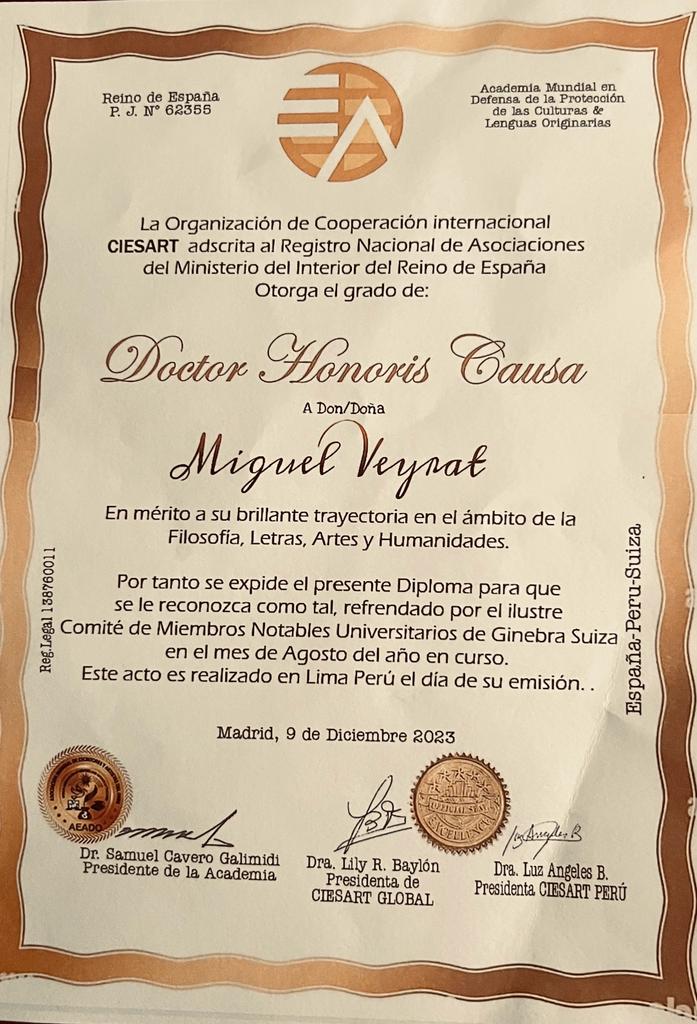 Reino de España
P. J. Nº 62355
Academia Mundial en
Defensa de la Protección
de las Culturas &
Lenguas Originarias
La Organización de Cooperación internacional
CIESART adscrita al Registro Nacional de Asociaciones
del Ministerio del Interior del Reino de España
Otorga el grado de:
Doctor Honoris Causa
A Don/Doña
Miguel Veyrat
En mérito a su brillante trayectoria en el ámbito de la
Filosofía, Letras, Artes y Humanidades.
Por tanto se expide el presente Diploma para que
se le reconozca como tal, refrendado por el ilustre
Comité de Miembros Notables Universitarios de Ginebra Suiza
en el mes de Agosto del año en curso.
Este acto es realizado en Lima Perú el día de su emisión. .
Reg.Legal 138760011
España-Peru-Suiza
Madrid, 9 de Diciembre 2023
AEADO
OFFICIAL SEAL
EXCELLENCE
Dr. Samuel Cavero Galimidi
Presidente de la Academia
Dra. Lily R. Baylón
Presidenta de
CIESART GLOBAL
Dra. Luz Angeles B.
Presidenta CIESART PERÚ